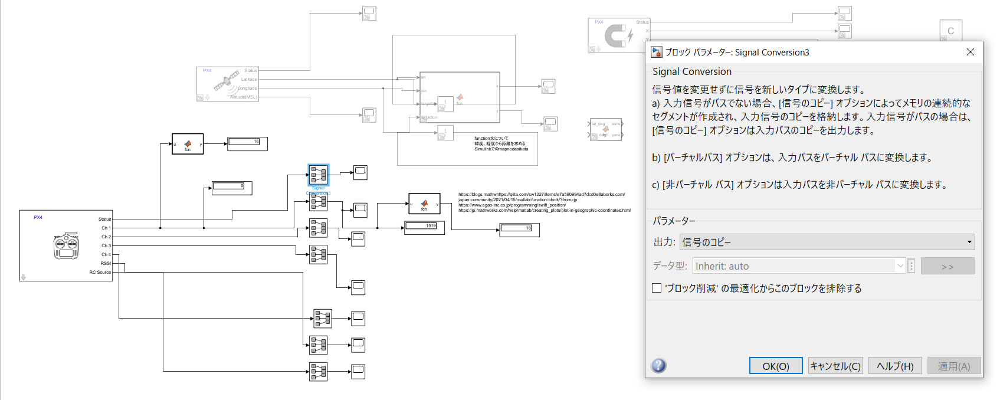 PX4
Status
Latitude
Longitude
Altitude(MSL)
lat
lon
targetlon
x
y
fcn
function文について
緯度、経度から距離を求める
Simulinkでのmapnodasikata
PX4
Status
X
C
lat_deg
xans
yans
u
fcn
y
16
0
Signal
Conversion3
u
fcn
y
1519
16
https://blogs.mathwhttps://qiita.com/sw1227/items/e7a590994ad7dcd0e8aborks.com/
japan-community/2021/04/15/matlab-function-block/?from=jp
https://www.egao-inc.co.jp/programming/swift_position/
https://jp.mathworks.com/help/matlab/creating_plots/plot-in-geographic-coordinates.html
PX4
Status
Ch 1
Ch 2
Ch 3
Ch 4
RSSI
RC Source
ブロック パラメーター: Signal Conversion3
Signal Conversion
信号値を変更せずに信号を新しいタイプに変換します。
a) 入力信号がバスでない場合、[信号のコピー] オプションによってメモリの連続的な
セグメントが作成され、入力信号のコピーを格納します。入力信号がバスの場合は、
[信号のコピー] オプションは入力バスのコピーを出力します。
b) [バーチャルバス] オプションは、入力バスをバーチャル バスに変換します。
c) [非バーチャル バス] オプションは入力バスを非バーチャル バスに変換します。
パラメーター
出力: 信号のコピー
データ型: Inherit: auto
>>
'ブロック削減' の最適化からこのブロックを排除する
OK(O)
キャンセル(C)
ヘルプ(H)
適用(A)